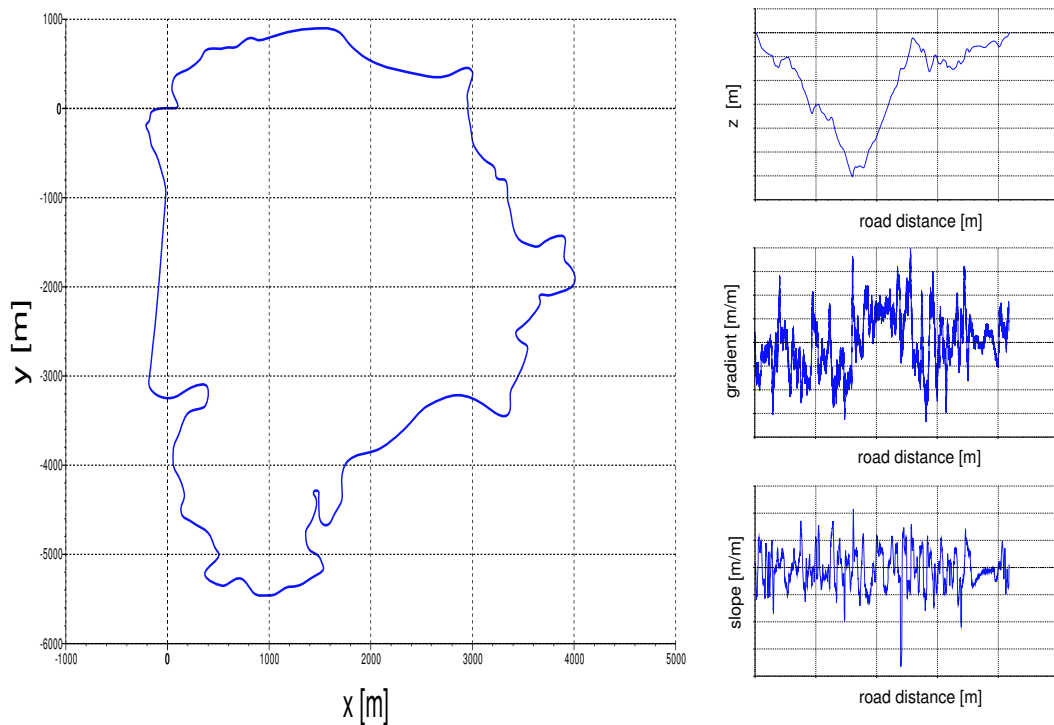 1000
0
-1000
-2000
-3000
-4000
-5000
-6000
-1000
0
1000
2000
3000
4000
5000
y [m]
x [m]
z [m]
road distance [m]
gradient [m/m]
road distance [m]
slope [m/m]
road distance [m]